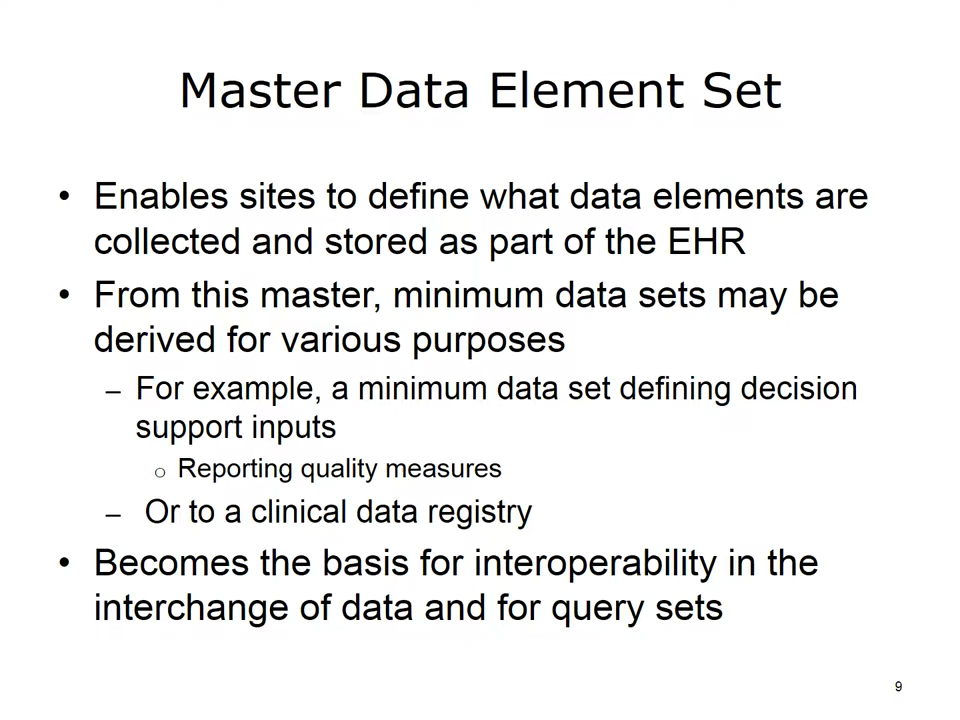 Master Data Element Set
• Enables sites to define what data elements are
collected and stored as part of the EHR
• From this master, minimum data sets may be
derived for various purposes
– For example, a minimum data set defining decision
support inputs
○ Reporting quality measures
– Or to a clinical data registry
• Becomes the basis for interoperability in the
interchange of data and for query sets
9